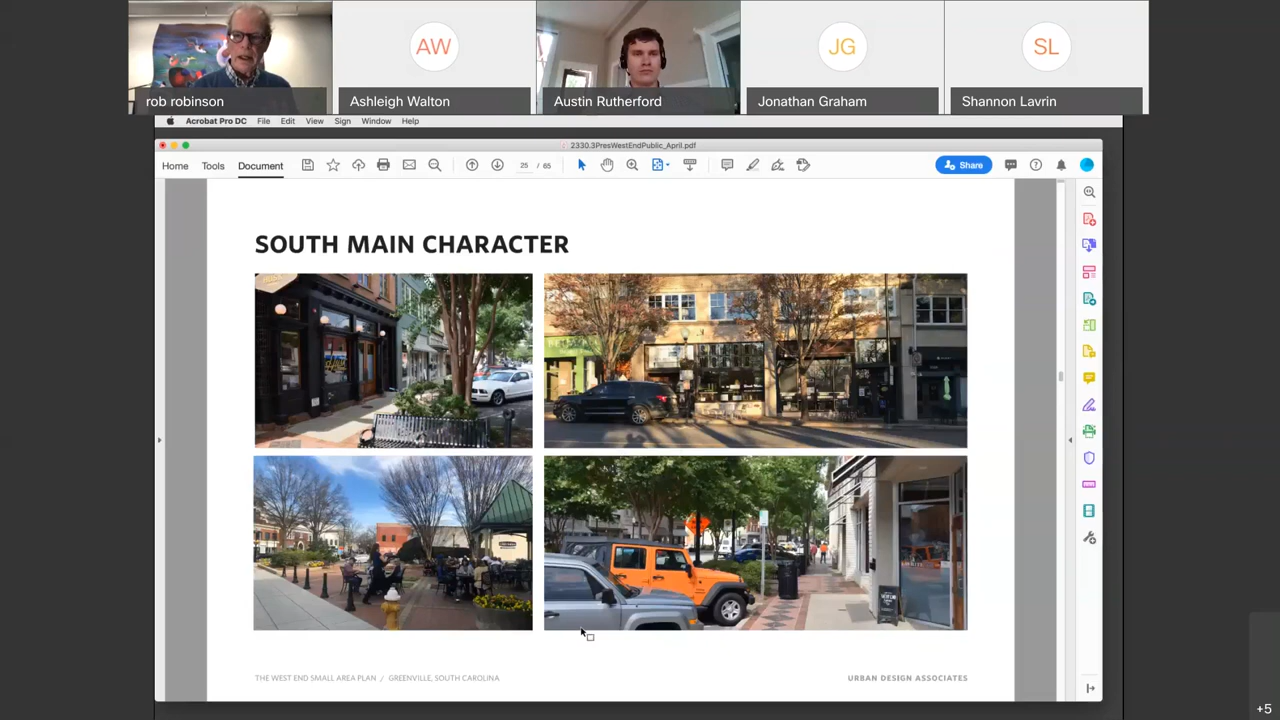 AW
JG
SL
rob robinson
Ashleigh Walton
Austin Rutherford
Jonathan Graham
Shannon Lavrin
Acrobat Pro DC File Edit View Sign Window Help
2330.3PresWestEndPublic_April.pdf
Home Tools Document
25 / 65
Share
SOUTH MAIN CHARACTER
THE WEST END SMALL AREA PLAN / GREENVILLE, SOUTH CAROLINA
URBAN DESIGN ASSOCIATES
+5